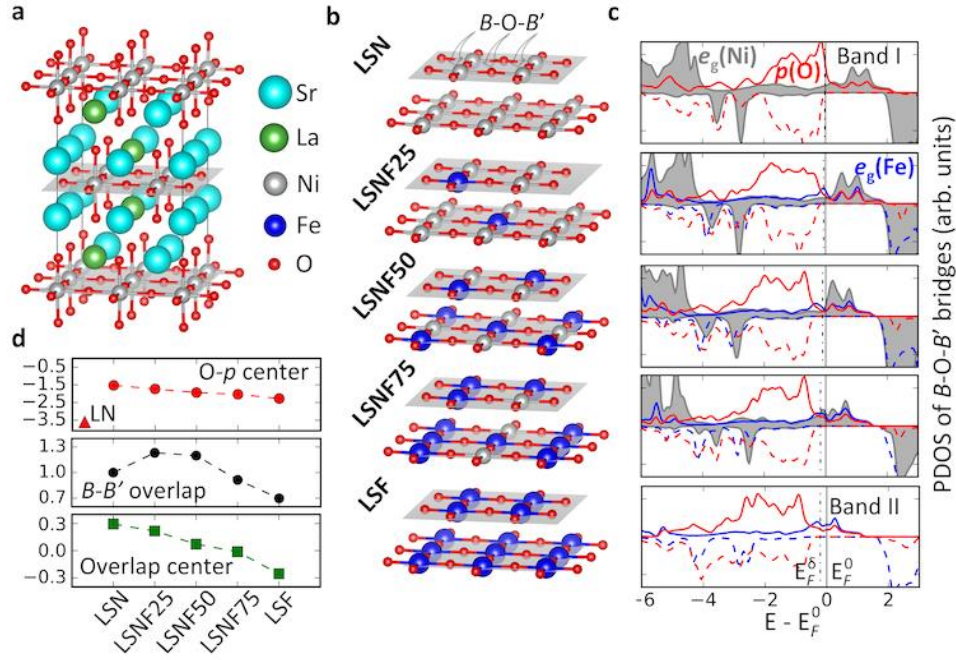 a
Sr
La
Ni
Fe
O
b
B-O-B’
LSN
LSNF25
LSNF50
LSNF75
LSF
c
e_g(Ni)
p(O)
Band I
e_g(Fe)
Band II
E_F^δ
E_F^0
-6
-4
-2
0
2
E - E_F^0
PDOS of B-O-B’ bridges (arb. units)
d
−0.5
−1.5
−2.5
−3.5
O-p center
LN
1.3
1.0
0.7
B-B’ overlap
0.3
0.0
−0.3
Overlap center
LSN
LSNF25
LSNF50
LSNF75
LSF